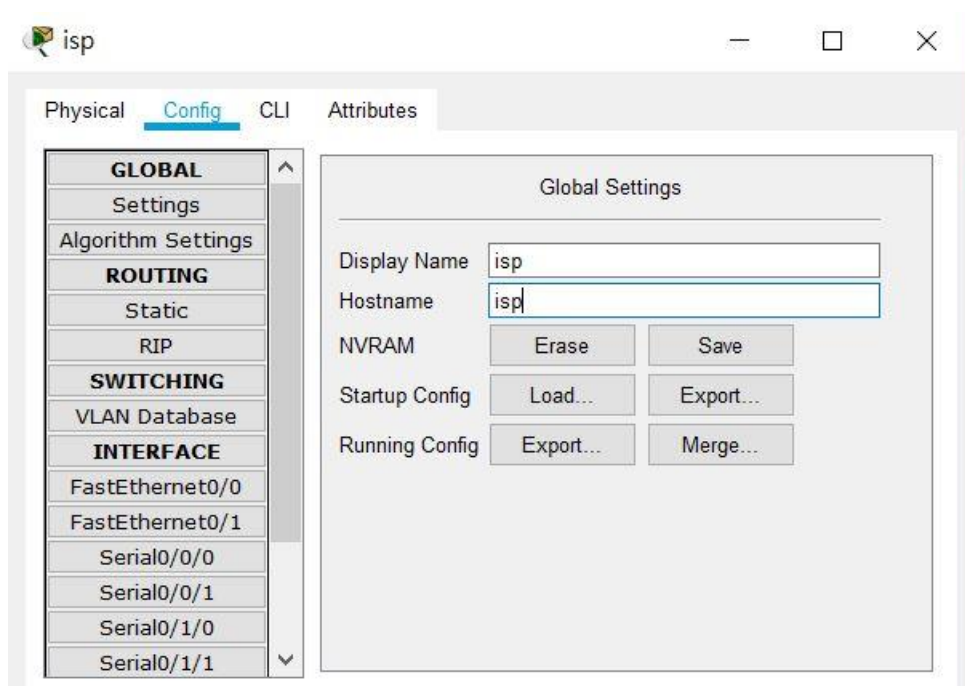 isp
Physical Config CLI Attributes
GLOBAL
Settings
Algorithm Settings
ROUTING
Static
RIP
SWITCHING
VLAN Database
INTERFACE
FastEthernet0/0
FastEthernet0/1
Serial0/0/0
Serial0/0/1
Serial0/1/0
Serial0/1/1
Global Settings
Display Name isp
Hostname isp
NVRAM Erase Save
Startup Config Load... Export...
Running Config Export... Merge...